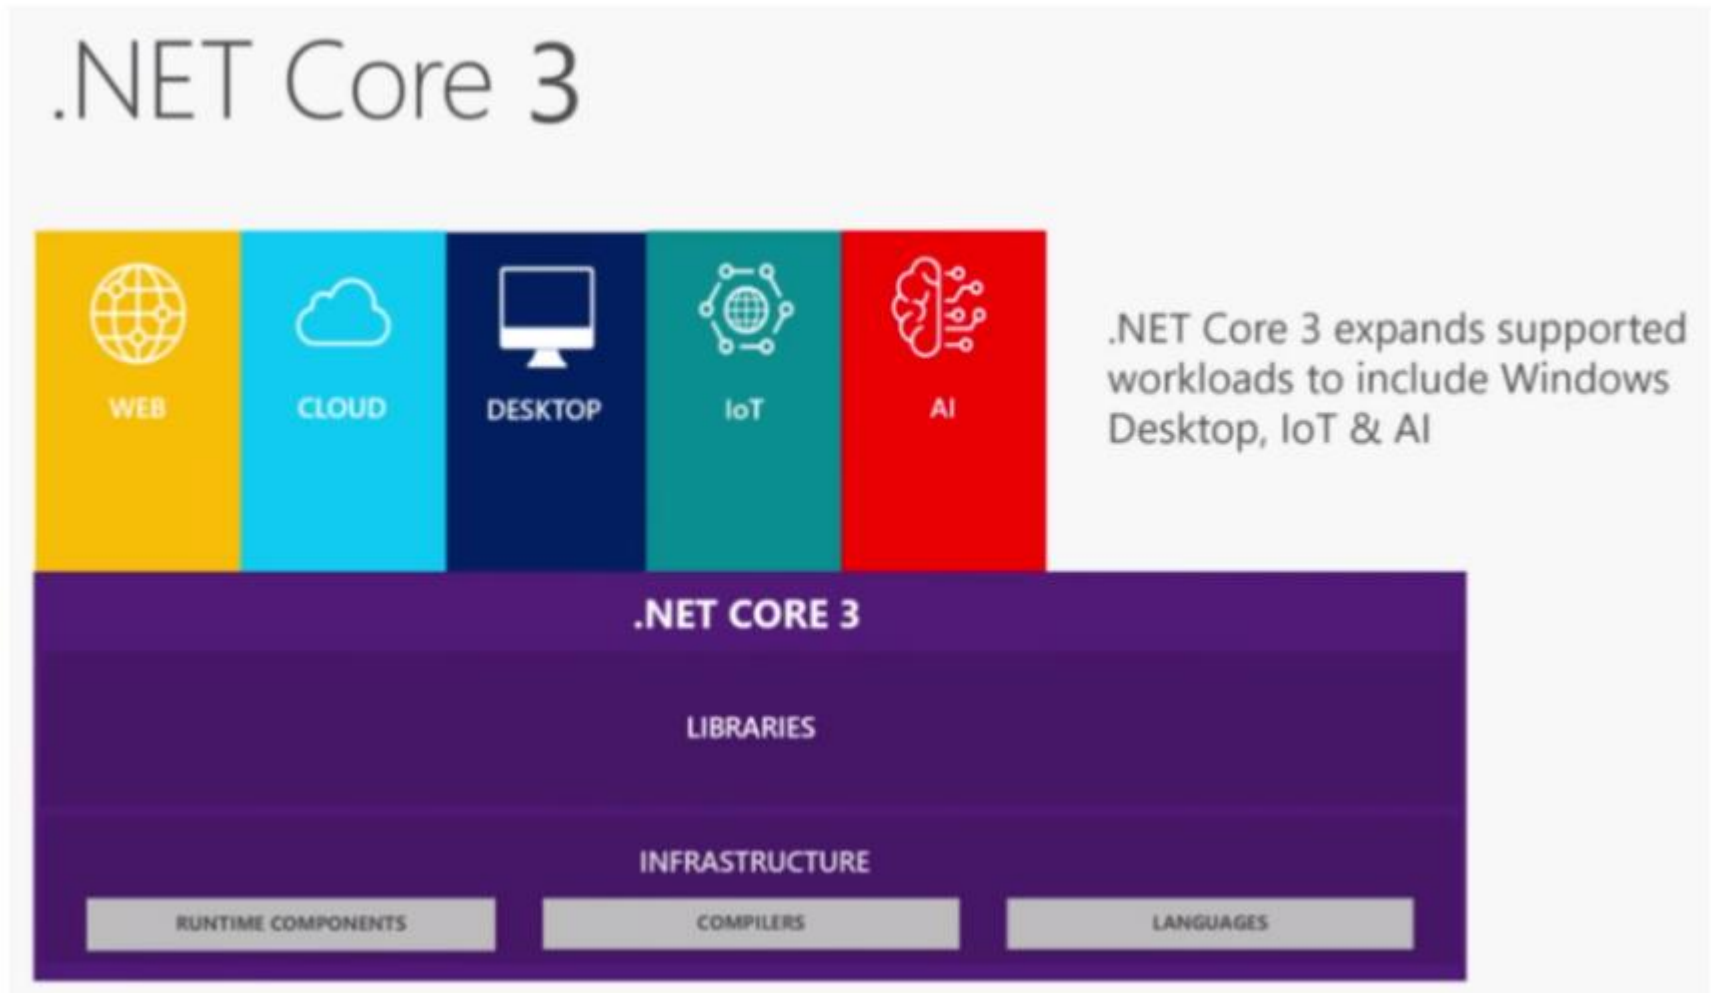 .NET Core 3
WEB
CLOUD
DESKTOP
IoT
AI
.NET Core 3 expands supported
workloads to include Windows
Desktop, IoT & AI
.NET CORE 3
LIBRARIES
INFRASTRUCTURE
RUNTIME COMPONENTS
COMPILERS
LANGUAGES